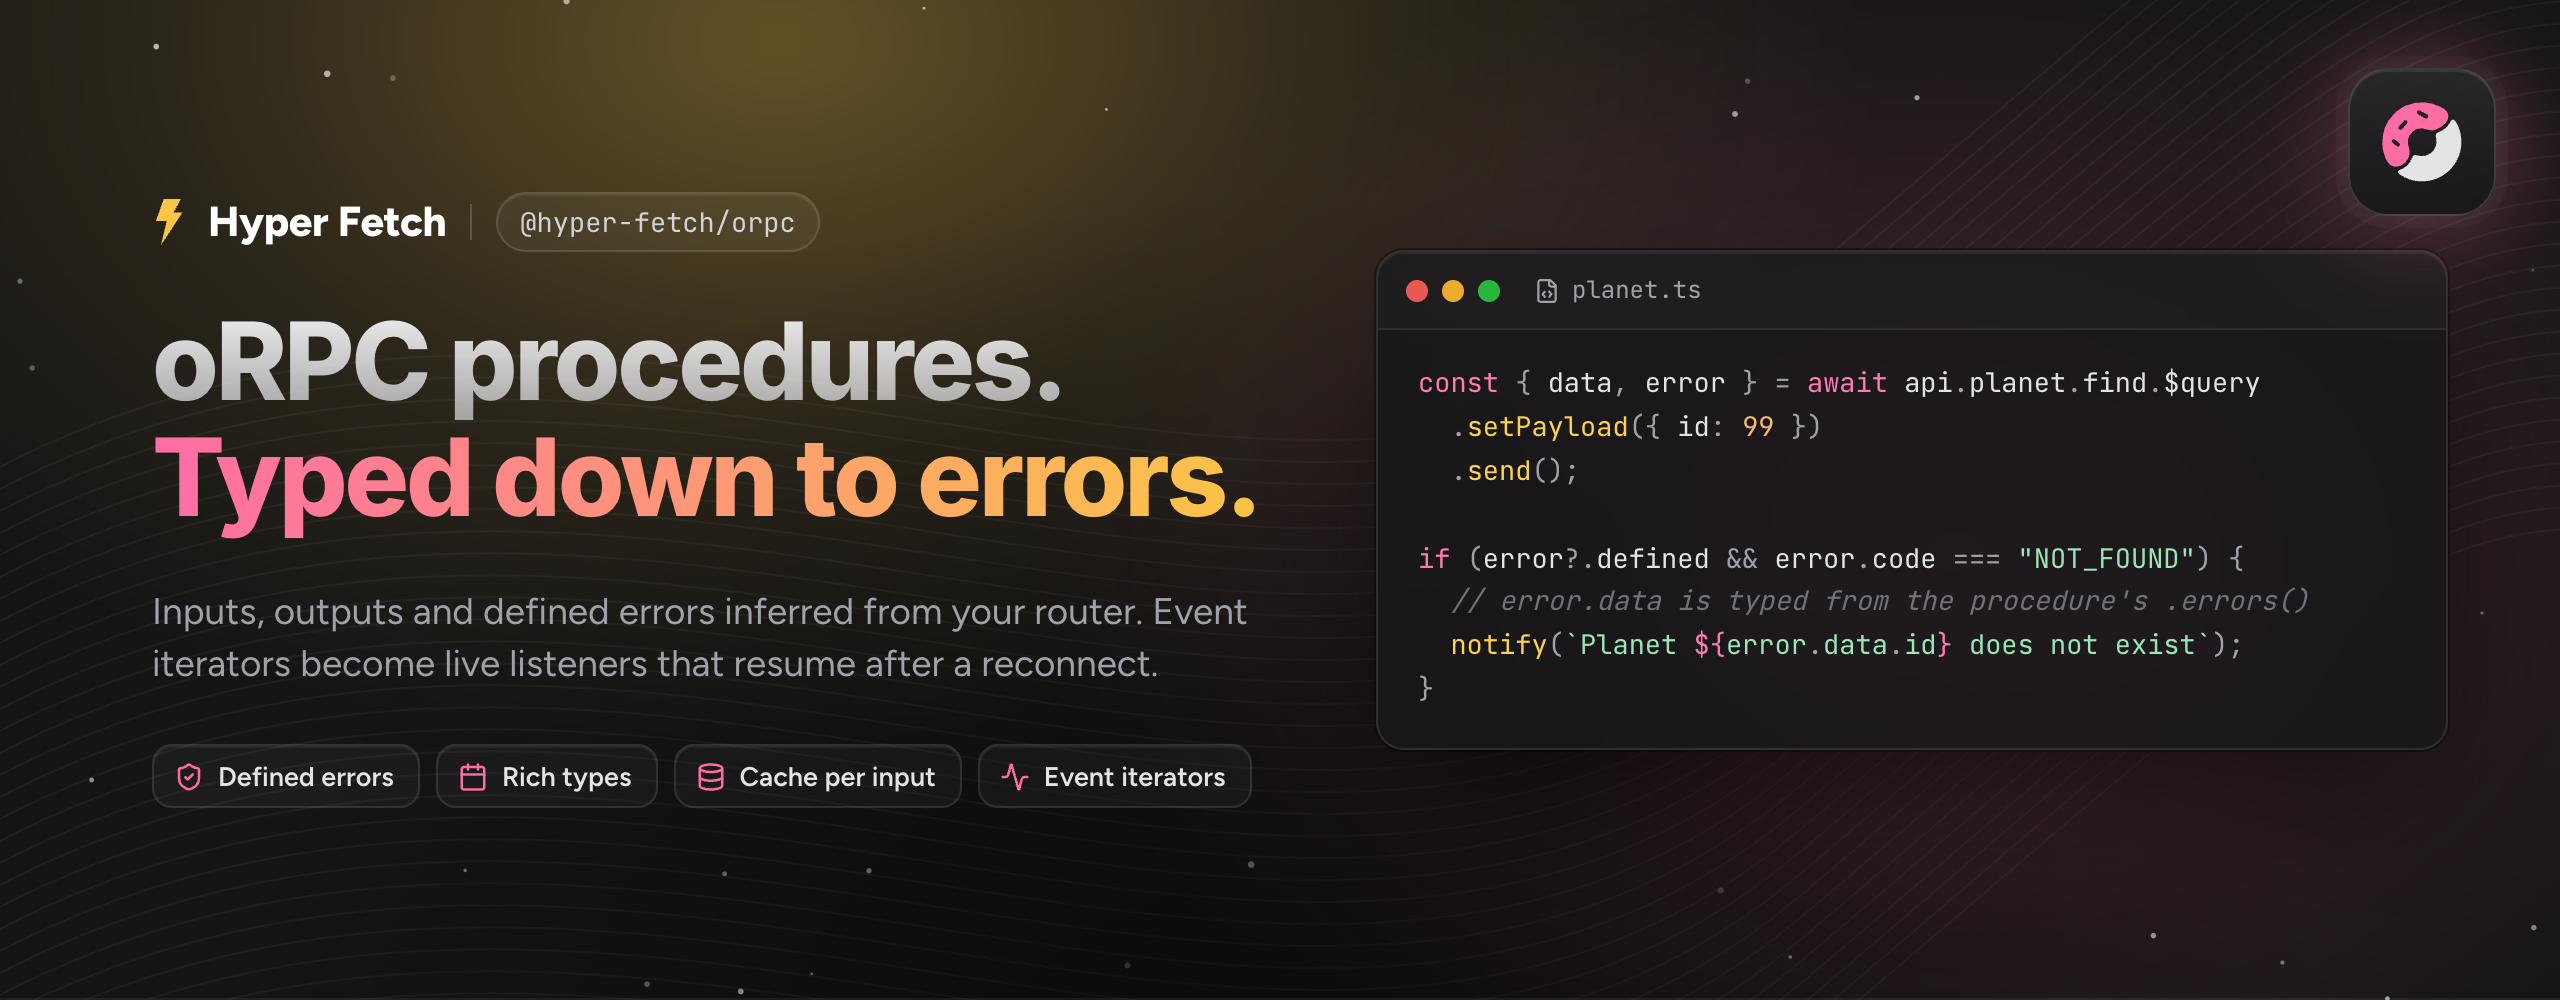 Hyper Fetch
@hyper-fetch/orpc
oRPC procedures.
Typed down to errors.
Inputs, outputs and defined errors inferred from your router. Event
iterators become live listeners that resume after a reconnect.
Defined errors
Rich types
Cache per input
Event iterators
planet.ts
const { data, error } = await api.planet.find.$query
  .setPayload({ id: 99 })
  .send();
if (error?.defined && error.code === "NOT_FOUND") {
  // error.data is typed from the procedure's .errors()
  notify(`Planet ${error.data.id} does not exist`);
}